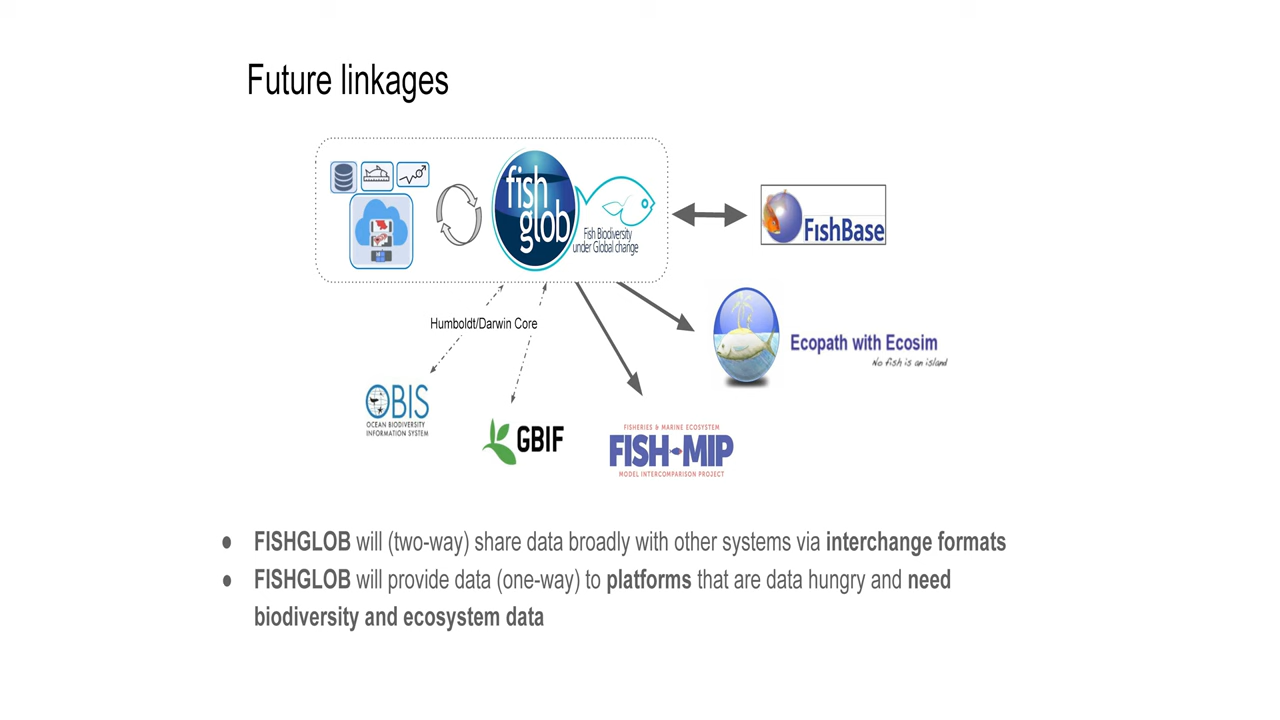 Future linkages
fish
glob
Fish Biodiversity
under Global change
FishBase
Humboldt/Darwin Core
Ecopath with Ecosim
No fish is an island
OBIS
OCEAN BIODIVERSITY
INFORMATION SYSTEM
GBIF
FISHERIES & MARINE ECOSYSTEM
FISH-MIP
MODEL INTERCOMPARISON PROJECT
● FISHGLOB will (two-way) share data broadly with other systems via interchange formats
● FISHGLOB will provide data (one-way) to platforms that are data hungry and need
biodiversity and ecosystem data